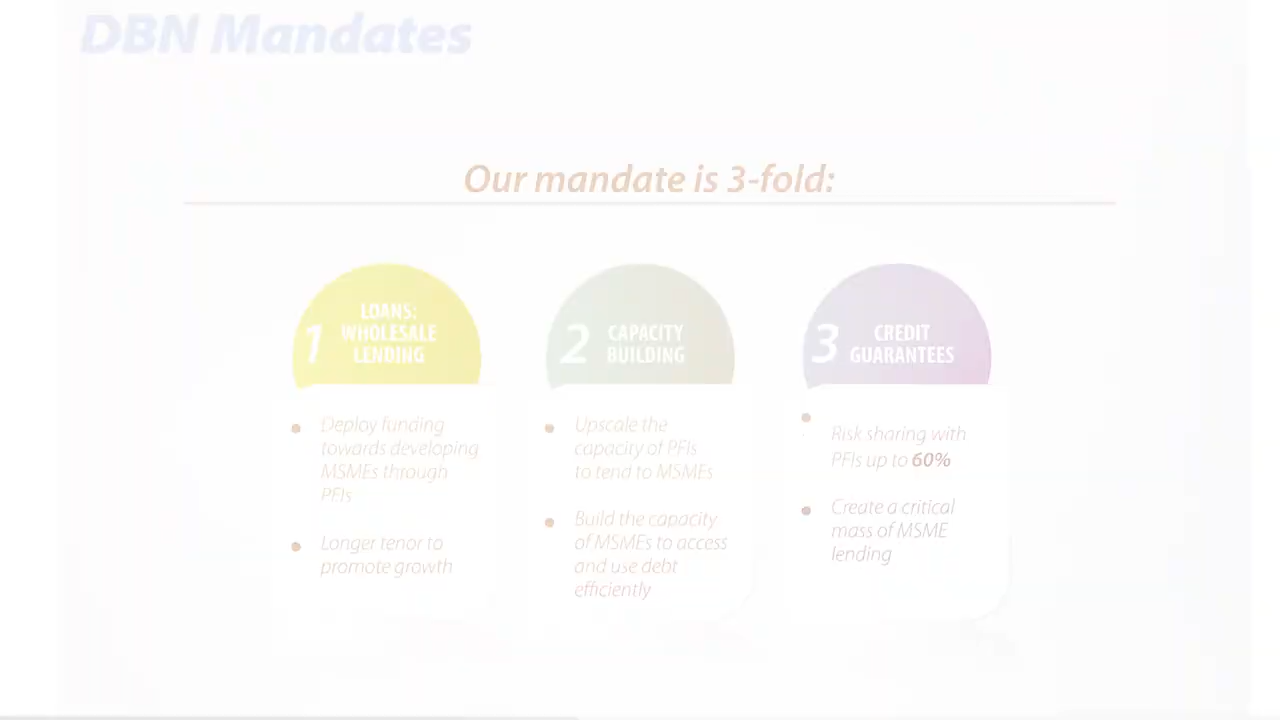 DBN Mandates
Our mandate is 3-fold:
1
LOANS:
WHOLESALE
LENDING
• Deploy funding
towards developing
MSMEs through
PFIs
• Longer tenor to
promote growth
2
CAPACITY
BUILDING
• Upscale the
capacity of PFIs
to tend to MSMEs
• Build the capacity
of MSMEs to access
and use debt
efficiently
3
CREDIT
GUARANTEES
• Risk sharing with
PFIs up to 60%
• Create a critical
mass of MSME
lending